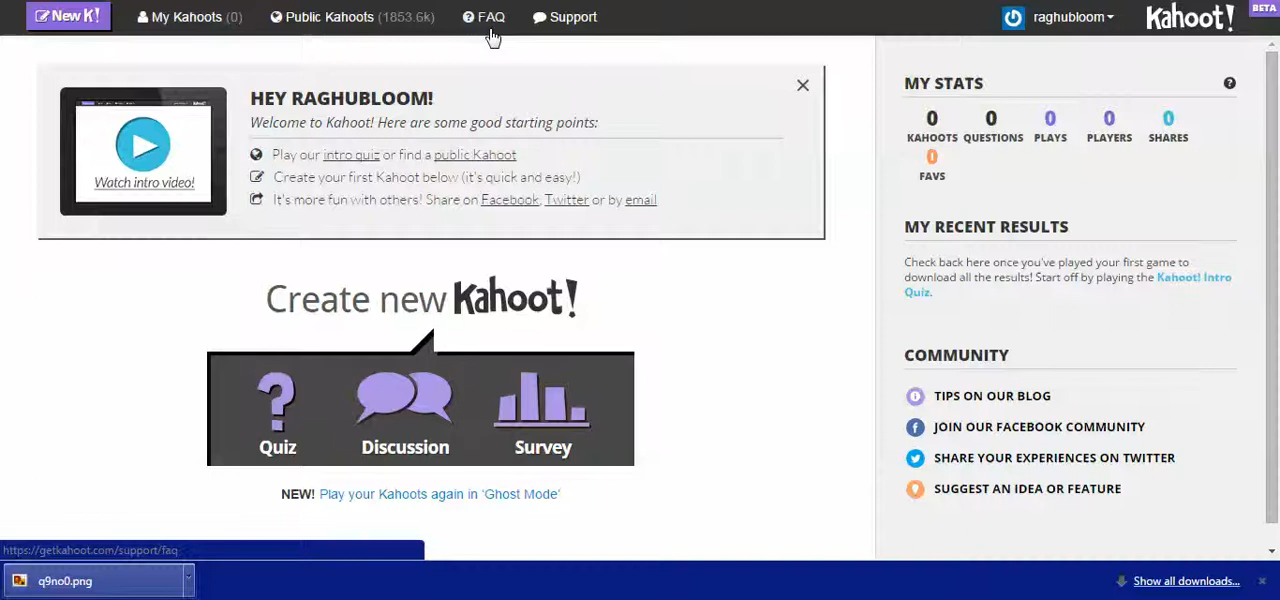 New K! My Kahoots (0) Public Kahoots (1853.6k) FAQ Support raghubloom Kahoot! BETA
HEY RAGHUBLOOM!
Welcome to Kahoot! Here are some good starting points:
Play our intro quiz or find a public Kahoot
Create your first Kahoot below (it's quick and easy!)
It's more fun with others! Share on Facebook, Twitter or by email
Watch intro video!
Create new Kahoot!
Quiz Discussion Survey
NEW! Play your Kahoots again in 'Ghost Mode'
MY STATS
0 0 0 0 0
KAHOOTS QUESTIONS PLAYS PLAYERS SHARES
0
FAVS
MY RECENT RESULTS
Check back here once you've played your first game to
download all the results! Start off by playing the Kahoot! Intro
Quiz.
COMMUNITY
TIPS ON OUR BLOG
JOIN OUR FACEBOOK COMMUNITY
SHARE YOUR EXPERIENCES ON TWITTER
SUGGEST AN IDEA OR FEATURE
https://getkahoot.com/support/faq
q9no0.png Show all downloads...